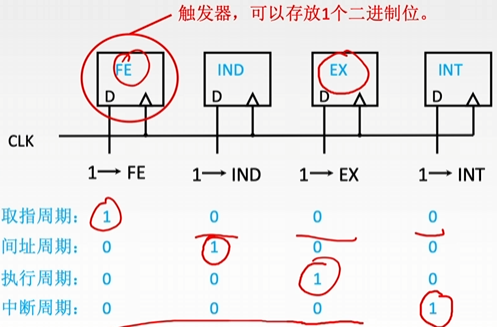 触发器，可以存放1个二进制位。
FE IND EX INT
D D D D
CLK
1→ FE 1→ IND 1→ EX 1→ INT
取指周期： 1 0 0 0
间址周期： 0 1 0 0
执行周期： 0 0 1 0
中断周期： 0 0 0 1